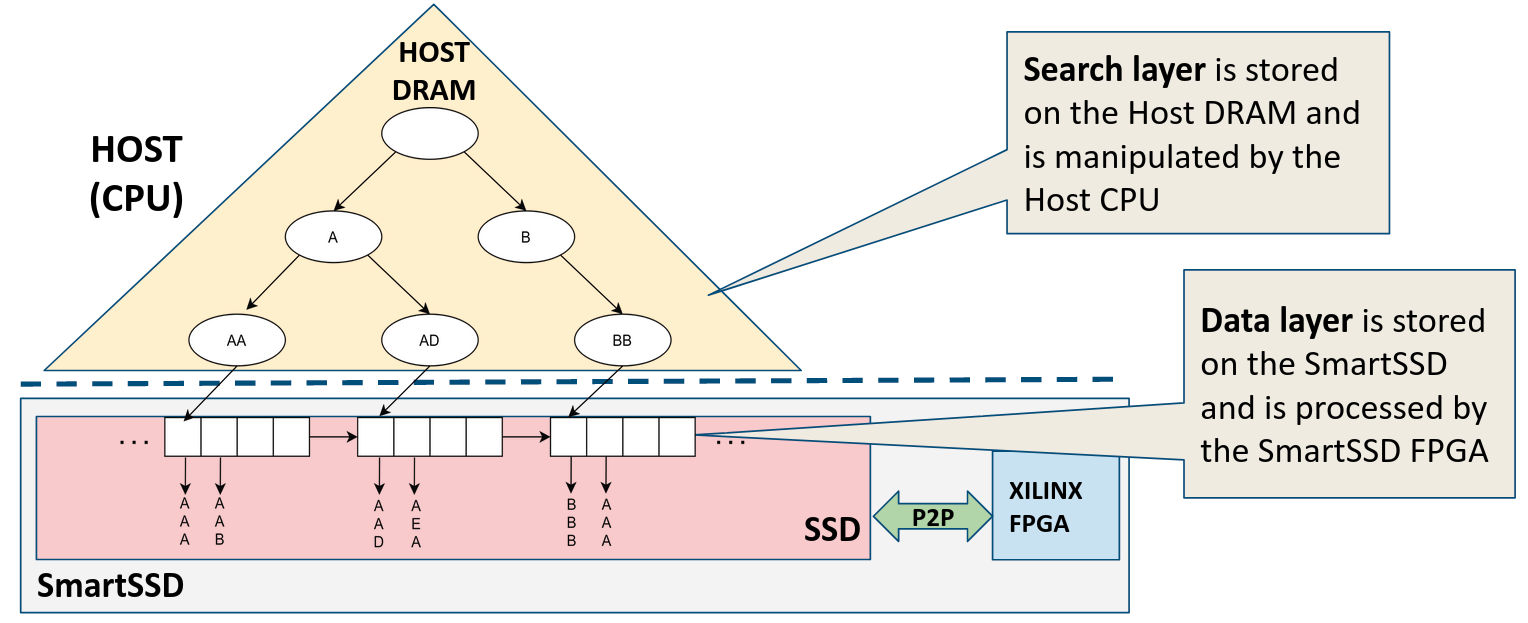 HOST
DRAM
HOST
(CPU)
A
B
AA
AD
BB
Search layer is stored
on the Host DRAM and
is manipulated by the
Host CPU
Data layer is stored
on the SmartSSD
and is processed by
the SmartSSD FPGA
...
...
A
A
A
A
A
B
A
A
D
A
E
A
B
B
B
A
A
A
SSD
P2P
XILINX
FPGA
SmartSSD